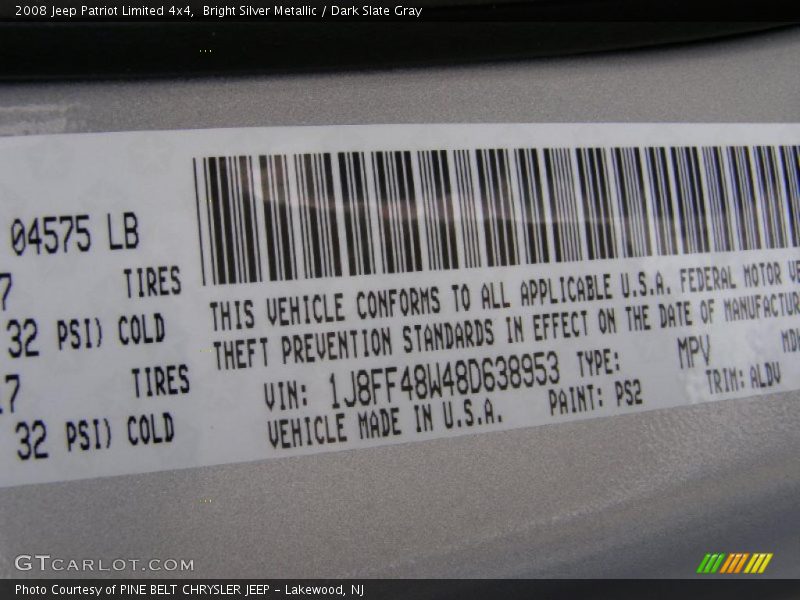 2008 Jeep Patriot Limited 4x4,  Bright Silver Metallic / Dark Slate Gray
04575 LB
7 TIRES
32 PSI) COLD
17 TIRES
32 PSI) COLD
THIS VEHICLE CONFORMS TO ALL APPLICABLE U.S.A. FEDERAL MOTOR VE
THEFT PREVENTION STANDARDS IN EFFECT ON THE DATE OF MANUFACTUR
VIN: 1J8FF48W48D638953 TYPE: MPV MDH
VEHICLE MADE IN U.S.A. PAINT: PS2 TRIM: ALDV
GTCARLOT.COM
Photo Courtesy of PINE BELT CHRYSLER JEEP - Lakewood, NJ